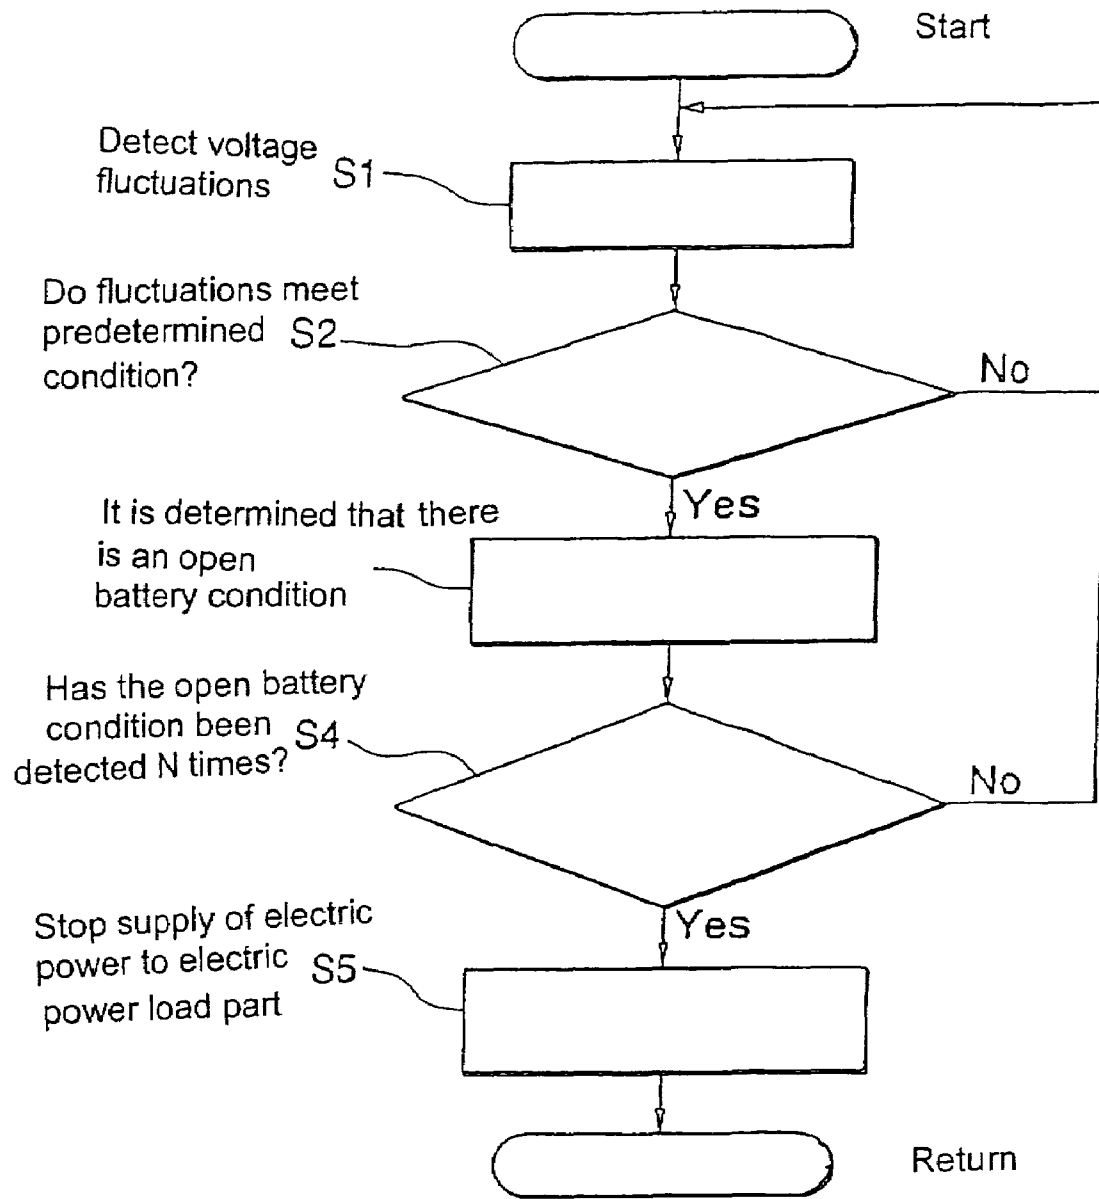 Start
Detect voltage
fluctuations S1
Do fluctuations meet
predetermined S2
condition?
No
Yes
It is determined that there
is an open
battery condition
Has the open battery
condition been S4
detected N times?
No
Yes
Stop supply of electric
power to electric S5
power load part
Return